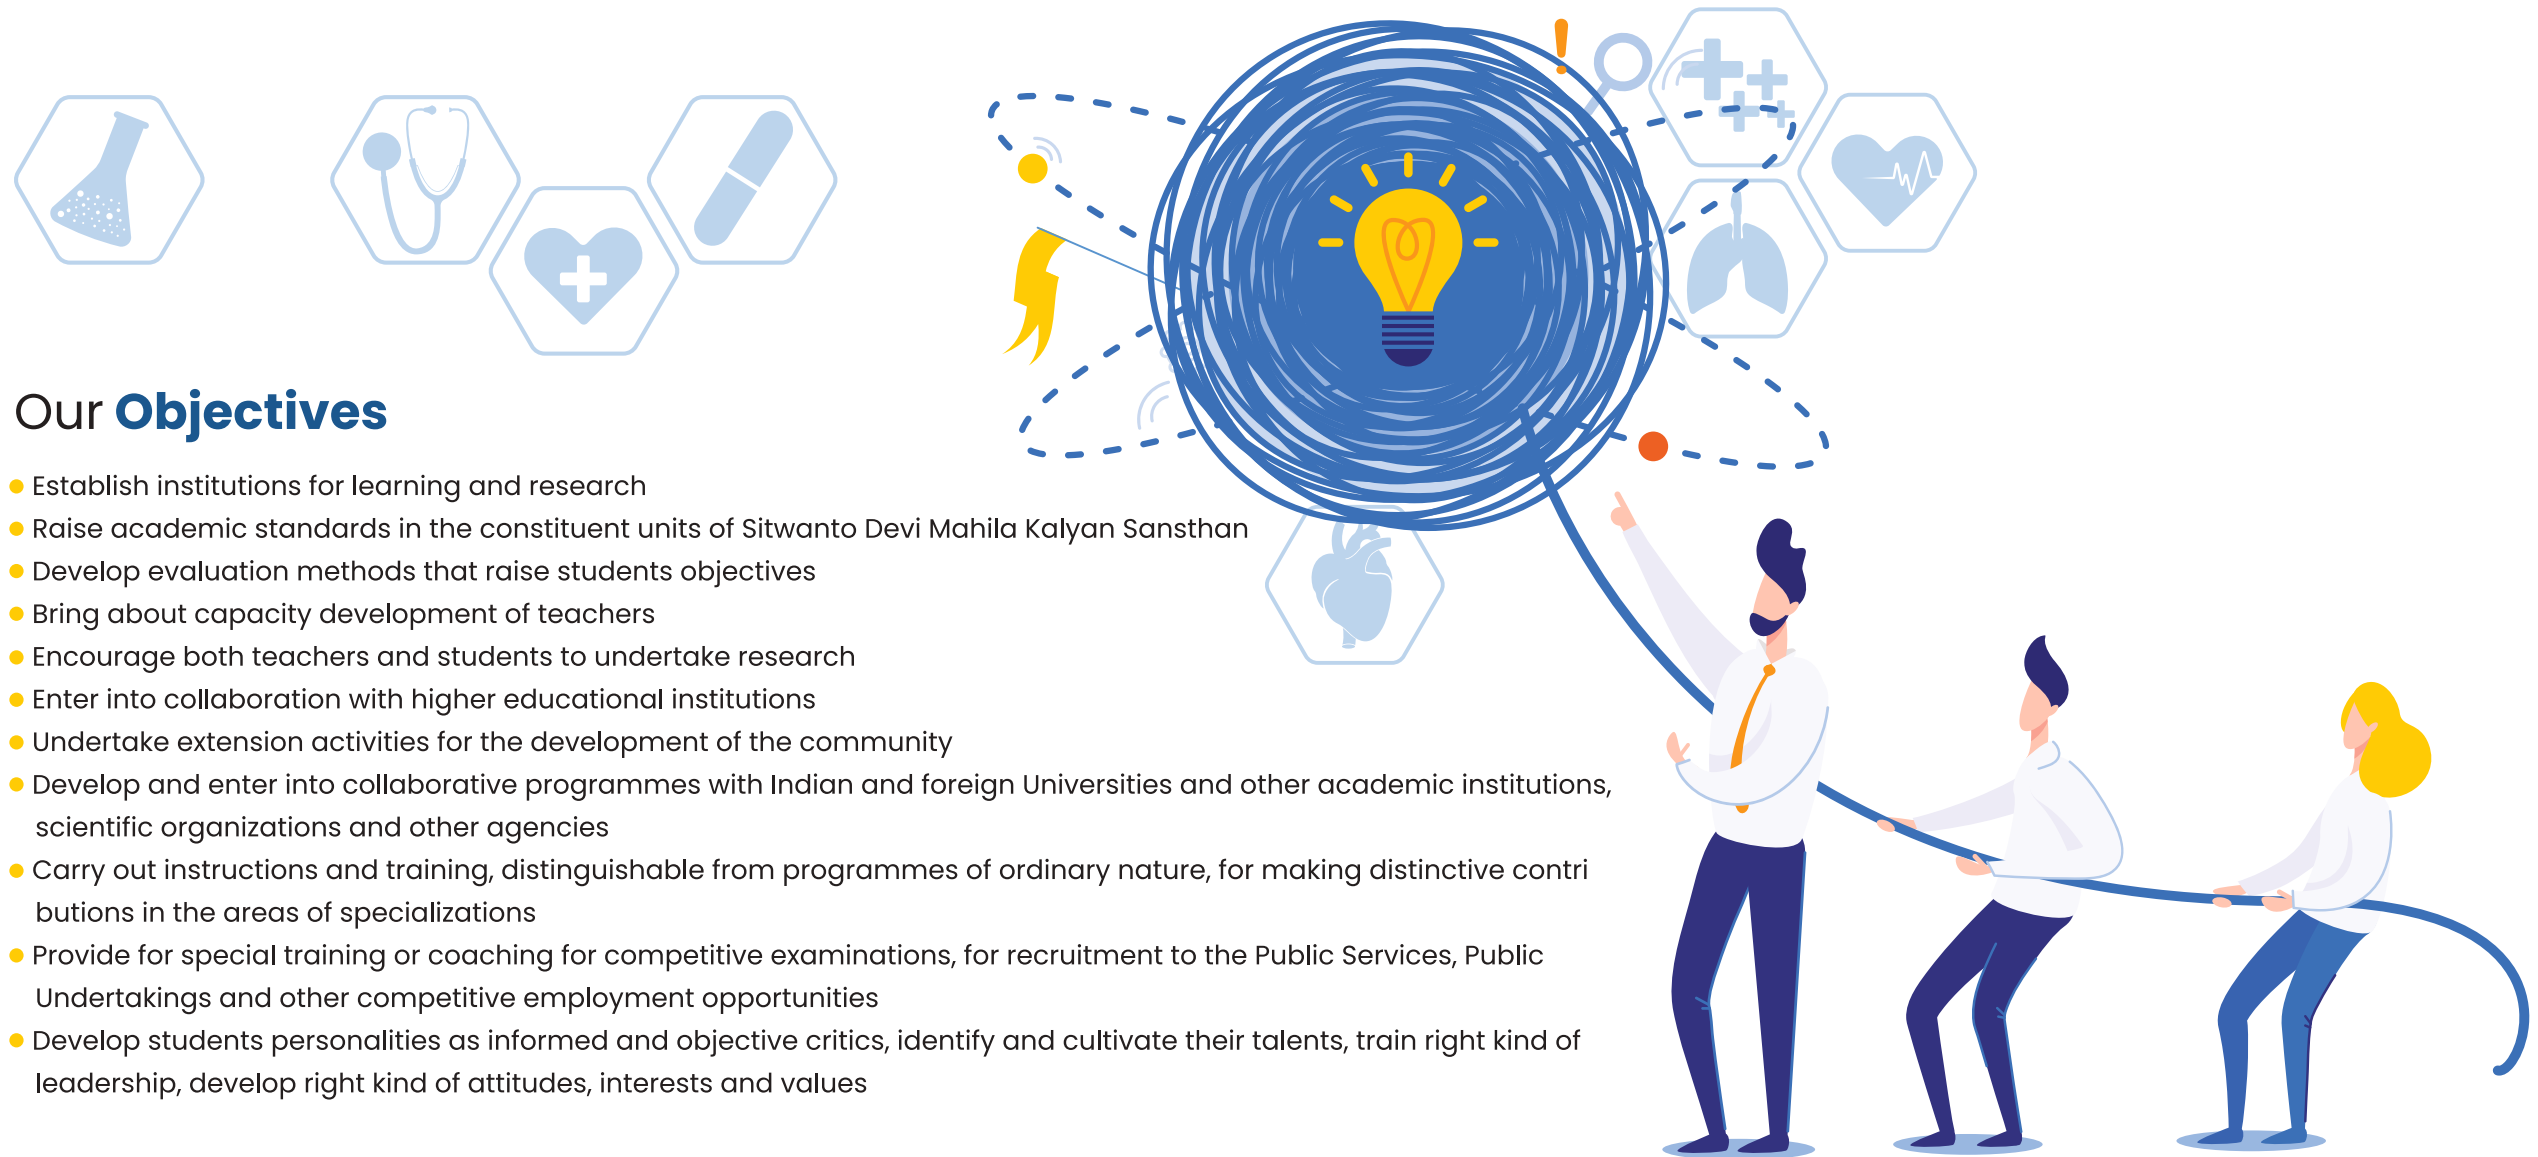 Our Objectives
Establish institutions for learning and research
Raise academic standards in the constituent units of Sitwanto Devi Mahila Kalyan Sansthan
Develop evaluation methods that raise students objectives
Bring about capacity development of teachers
Encourage both teachers and students to undertake research
Enter into collaboration with higher educational institutions
Undertake extension activities for the development of the community
Develop and enter into collaborative programmes with Indian and foreign Universities and other academic institutions,
scientific organizations and other agencies
Carry out instructions and training, distinguishable from programmes of ordinary nature, for making distinctive contri
butions in the areas of specializations
Provide for special training or coaching for competitive examinations, for recruitment to the Public Services, Public
Undertakings and other competitive employment opportunities
Develop students personalities as informed and objective critics, identify and cultivate their talents, train right kind of
leadership, develop right kind of attitudes, interests and values